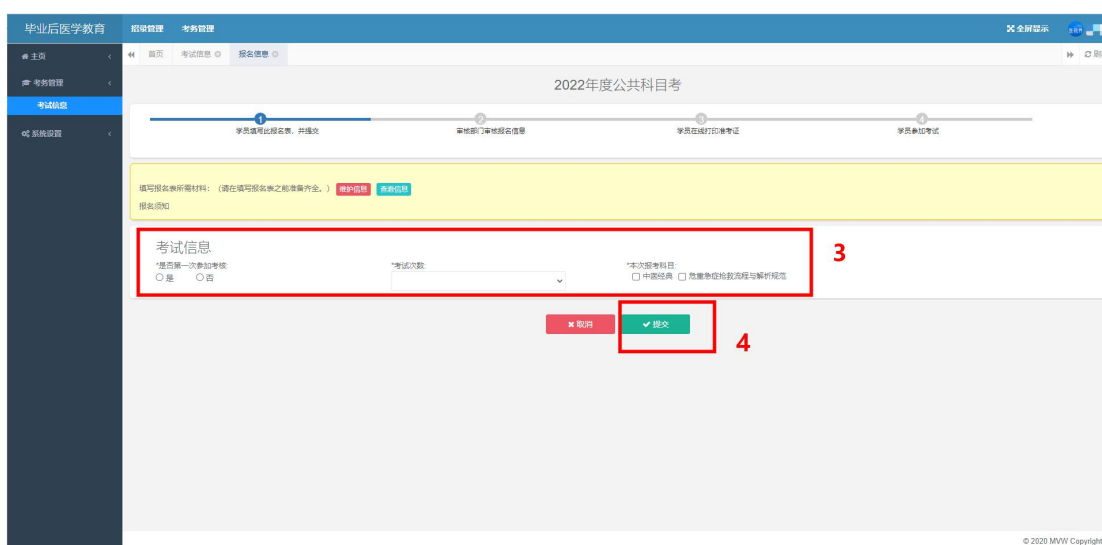 毕业后医学教育 招录管理 考务管理 全屏显示
主页 首页 考试信息 报名信息
考务管理
考试信息
系统设置
2022年度公共科目考
1 2 3 4
学员填写此报名表，并提交 审核部门审核报名信息 学员在线打印准考证 学员参加考试
填写报名表所需材料：（请在填写报名表之前准备齐全。） 维护信息 查看信息
报名须知
考试信息
*是否第一次参加考核: *考试次数: *本次报考科目:
是 否 中医经典 危重急症抢救流程与解析规范
3
取消 提交
4
© 2020 MVW Copyright